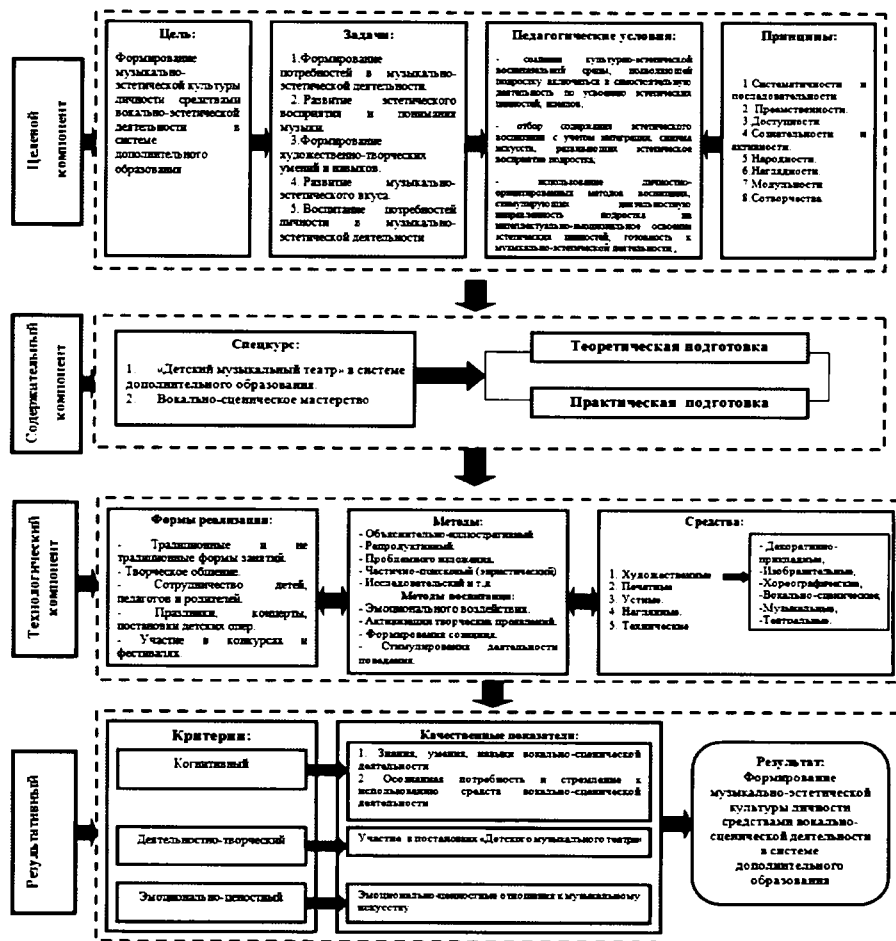 Целевой
компонент
Цель:
Формирование
музыкально-
эстетической культуры
личности средствами
вокально-эстетической
деятельности в
системе
дополнительного
образования
Задачи:
1.Формирование
потребностей в музыкально-
эстетической деятельности.
2. Развитие эстетического
восприятия и понимания
музыки.
3.Формирование
художественно-творческих
умений и навыков.
4. Развитие музыкально-
эстетического вкуса.
5. Воспитание потребностей
личности в музыкально-
эстетической деятельности
Педагогические условия:
- создании культурно-эстетической
воспитательной среды, позволяющей
подростку включаться в самостоятельную
деятельность по усвоению эстетических
ценностей,
- отбор содержания эстетического
воспитания с учетом интеграции, синтеза
искусств, развивающих эстетическое
восприятие подростка,
- использование личностно-
ориентированных методов воспитания,
стимулирующих деятельностную
направленность подростка на
интеллектуально-эмоциональное освоение
эстетических ценностей, готовность к
музыкально-эстетической деятельности.
Принципы:
1 Систематичности и
последовательности
2 Преемственности.
3 Доступности
4 Сознательности и
активности.
5 Народности.
6 Наглядности
7 Модульности
8 Сотворчества.
Содержательный
компонент
Спецкурс:
1. «Детский музыкальный театр» в системе
дополнительного образования.
2 Вокально-сценическое мастерство
Теоретическая подготовка
Практическая подготовка
Технологический
компонент
Формы реализации:
- Традиционные и не
традиционные формы занятий.
- Творческое общение.
- Сотрудничество детей,
педагогов и родителей.
- Праздники, концерты,
постановки детских опер.
- Участие в конкурсах и
фестивалях
Методы:
- Объяснительно-иллюстративный
- Репродуктивный.
- Проблемного изложения.
- Частично-поисковый (эвристический)
- Исследовательский и т.д
Методы воспитания:
- Эмоционального воздействия.
- Активизации творческих проявлений.
- Формирования сознания.
- Стимулирования деятельности
поведения.
Средства:
1. Художественные
2. Печатные
3. Устные
4. Наглядные.
5. Технические
- Декоративно-
прикладные,
- Изобразительные,
- Хореографические,
- Вокально-сценические,
- Музыкальные,
- Театральные.
Результативный
Критерии:
Когнитивный
Деятельностно-творческий
Эмоционально-ценостный
Качественные показатели:
1. Знания, умения, навыки вокально-сценической
деятельности
2 Осознанная потребность и стремление к
использованию средств вокально-сценической
деятельности
Участие в постановках «Детского музыкального театра»
Эмоционально-ценностные отношения к музыкальному
искусству
Результат:
Формирование
музыкально-эстетической
культуры личности
средствами вокально-
сценической деятельности
в системе
дополнительного
образования